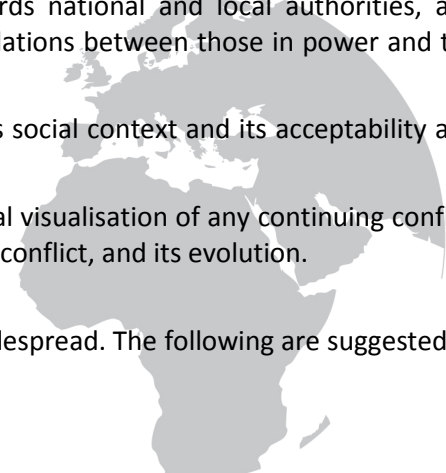 rds national and local authorities, a
lations between those in power and t
s social context and its acceptability a
al visualisation of any continuing conf
conflict, and its evolution.
despread. The following are suggested